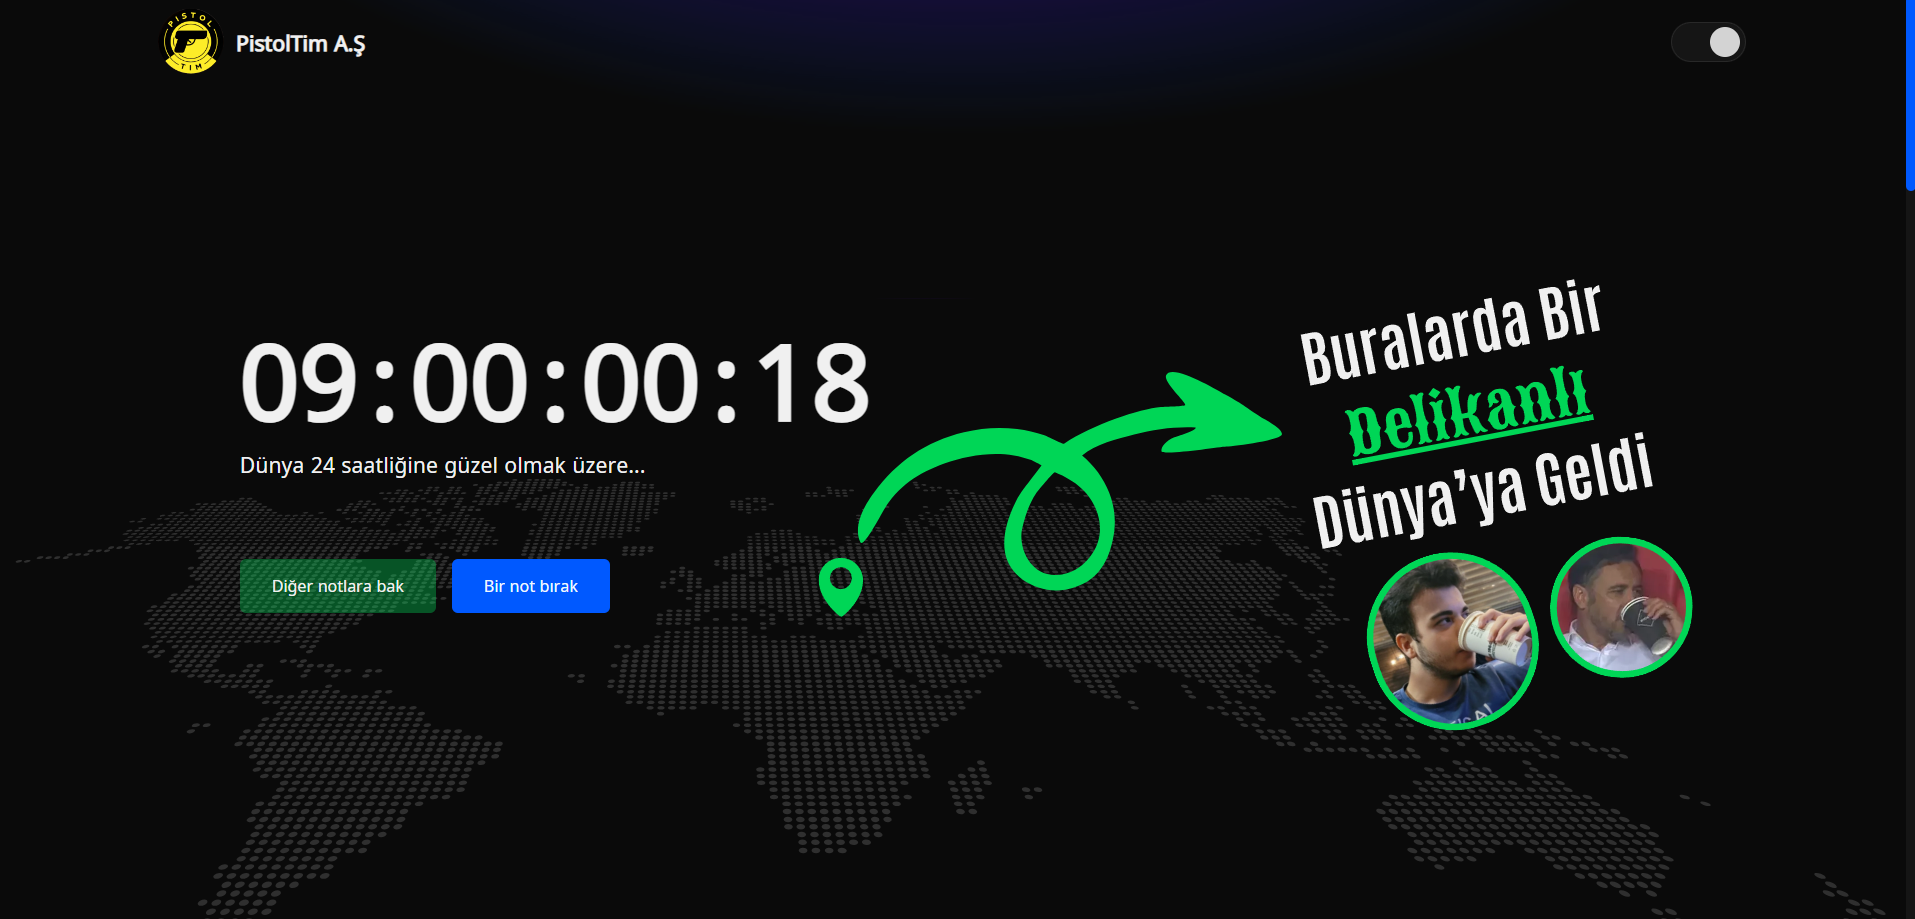 PISTOL
TIM
PistolTim A.Ş
09:00:00:18
Dünya 24 saatliğine güzel olmak üzere...
Diğer notlara bak
Bir not bırak
Buralarda Bir
Delikanlı
Dünya’ya Geldi